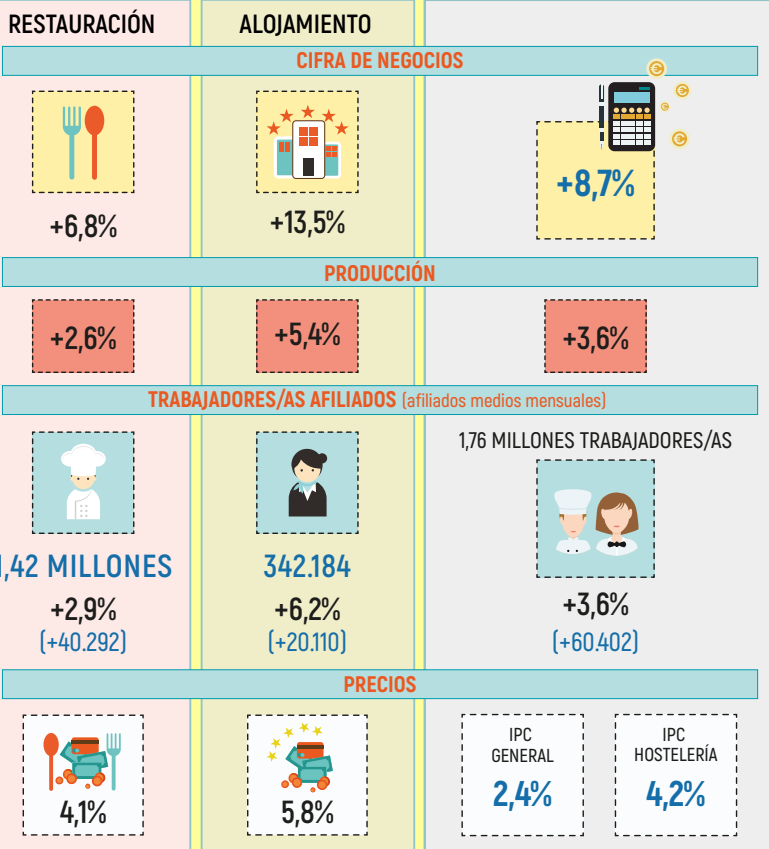 RESTAURACIÓN
ALOJAMIENTO
CIFRA DE NEGOCIOS
+6,8%
+13,5%
+8,7%
PRODUCCIÓN
+2,6%
+5,4%
+3,6%
TRABAJADORES/AS AFILIADOS (afiliados medios mensuales)
1,42 MILLONES
+2,9%
(+40.292)
342.184
+6,2%
(+20.110)
1,76 MILLONES TRABAJADORES/AS
+3,6%
(+60.402)
PRECIOS
4,1%
5,8%
IPC
GENERAL
2,4%
IPC
HOSTELERÍA
4,2%